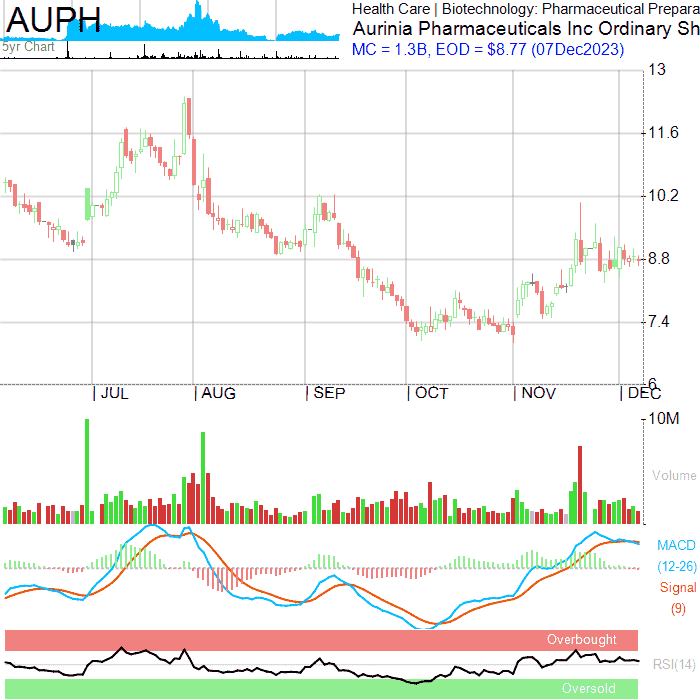 AUPH
5yr Chart
Health Care | Biotechnology: Pharmaceutical Prepara
Aurinia Pharmaceuticals Inc Ordinary Sh
MC = 1.3B, EOD = $8.77 (07Dec2023)
13
11.6
10.2
8.8
7.4
6
JUL
AUG
SEP
OCT
NOV
DEC
10M
Volume
MACD
(12-26)
Signal
(9)
Overbought
RSI(14)
Oversold